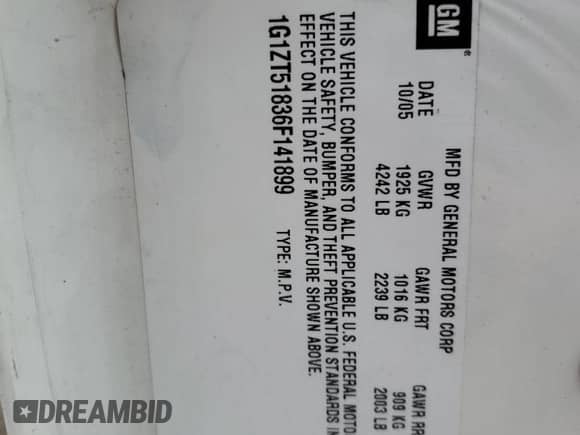 GM
®
MFD BY GENERAL MOTORS CORP
DATE GVWR GAWR FRT GAWR RR
10/05 1925 KG 1016 KG 909 KG
4242 LB 2239 LB 2003 LB
THIS VEHICLE CONFORMS TO ALL APPLICABLE U.S. FEDERAL MOTO
VEHICLE SAFETY, BUMPER, AND THEFT PREVENTION STANDARDS IN
EFFECT ON THE DATE OF MANUFACTURE SHOWN ABOVE.
1G1ZT51836F141899 TYPE: M.P.V.
DREAMBID